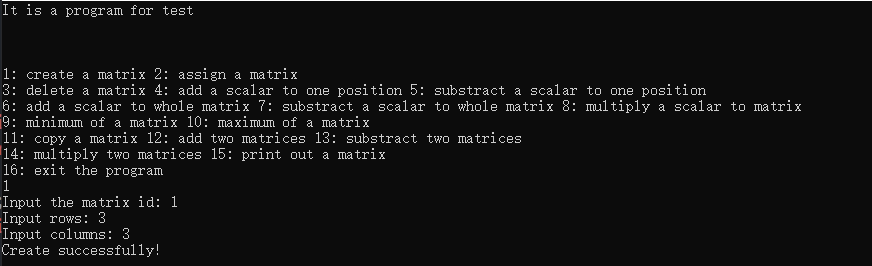 It is a program for test
1: create a matrix 2: assign a matrix
3: delete a matrix 4: add a scalar to one position 5: substract a scalar to one position
6: add a scalar to whole matrix 7: substract a scalar to whole matrix 8: multiply a scalar to matrix
9: minimum of a matrix 10: maximum of a matrix
11: copy a matrix 12: add two matrices 13: substract two matrices
14: multiply two matrices 15: print out a matrix
16: exit the program
1
Input the matrix id: 1
Input rows: 3
Input columns: 3
Create successfully!